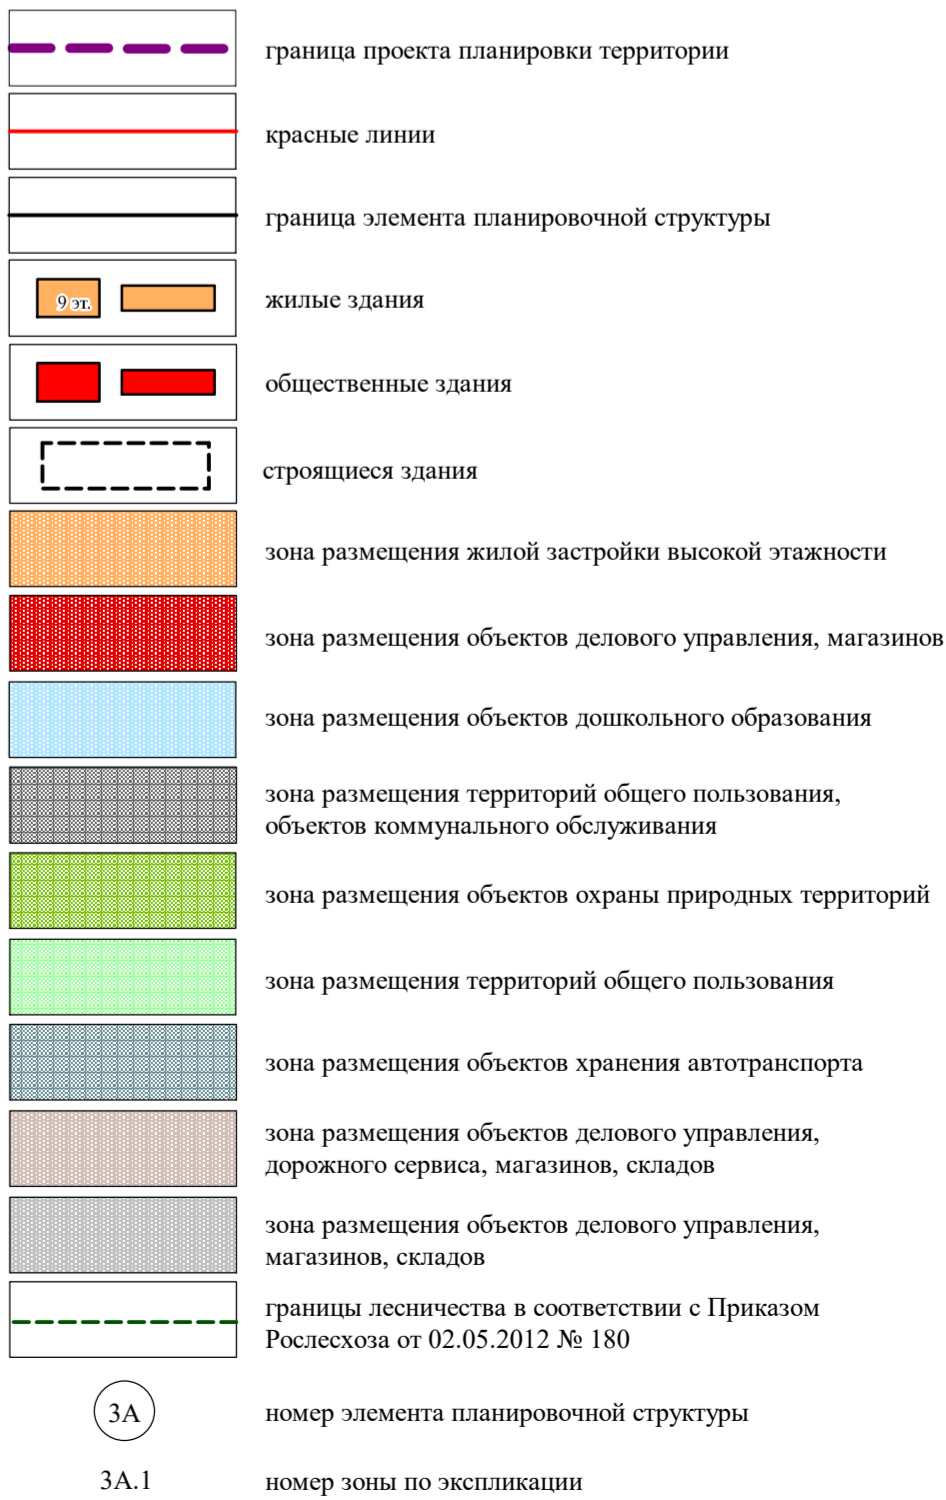 граница проекта планировки территории
красные линии
граница элемента планировочной структуры
9 эт.
жилые здания
общественные здания
строящиеся здания
зона размещения жилой застройки высокой этажности
зона размещения объектов делового управления, магазинов
зона размещения объектов дошкольного образования
зона размещения территорий общего пользования,
объектов коммунального обслуживания
зона размещения объектов охраны природных территорий
зона размещения территорий общего пользования
зона размещения объектов хранения автотранспорта
зона размещения объектов делового управления,
дорожного сервиса, магазинов, складов
зона размещения объектов делового управления,
магазинов, складов
границы лесничества в соответствии с Приказом
Рослесхоза от 02.05.2012 № 180
3А
номер элемента планировочной структуры
3А.1
номер зоны по экспликации